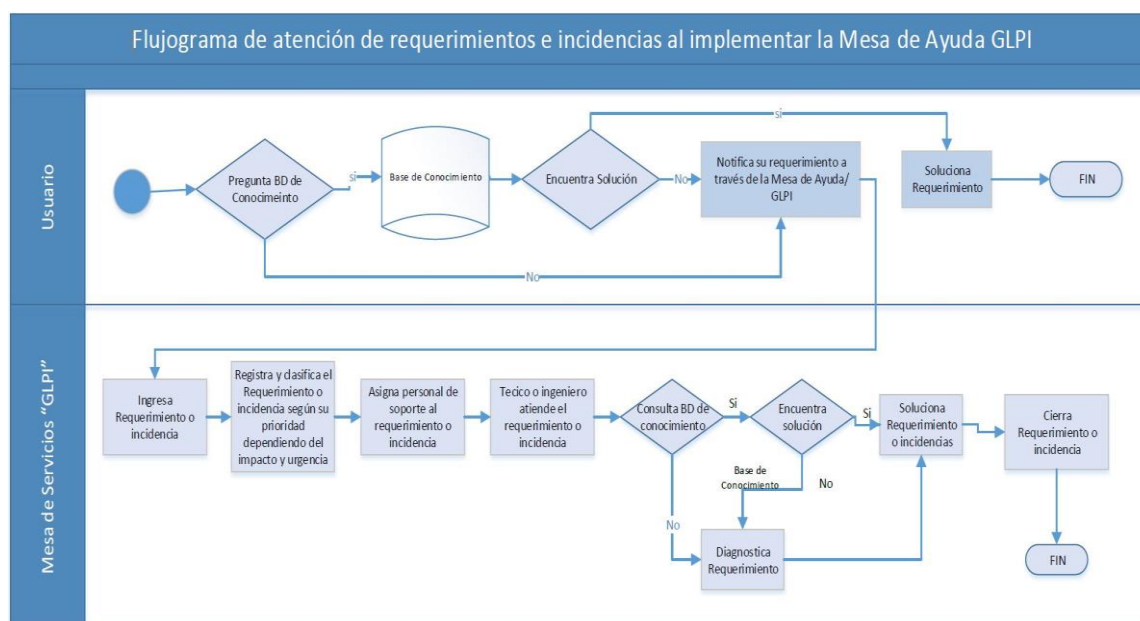 Flujograma de atención de requerimientos e incidencias al implementar la Mesa de Ayuda GLPI
Usuario
Pregunta BD de
Conocimeinto
si
Base de Conocimiento
Encuentra Solución
si
No
Notifica su requerimiento a
través de la Mesa de Ayuda/
GLPI
Soluciona
Requerimiento
FIN
No
Mesa de Servicios "GLPI"
Ingresa
Requerimiento o
incidencia
Registra y clasifica el
Requerimiento o
incidencia según su
prioridad
dependiendo del
impacto y urgencia
Asigna personal de
soporte al
requerimiento o
incidencia
Tecico o ingeniero
atiende el
requerimiento o
incidencia
Consulta BD de
conocimiento
Si
Encuentra
solución
Si
Soluciona
Requerimiento
o incidencias
Cierra
Requerimiento o
incidencia
Base de
Conocimiento
No
No
Diagnostica
Requerimiento
FIN